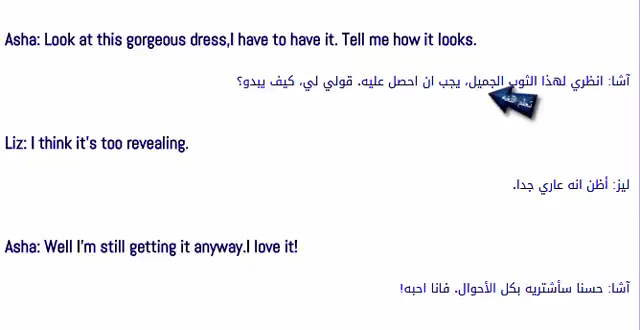 Asha: Look at this gorgeous dress,I have to have it. Tell me how it looks.
آشا: انظري لهذا الثوب الجميل، يجب ان احصل عليه. قولي لي، كيف يبدو؟
تعلم اللغة
Liz: I think it's too revealing.
ليز: أظن انه عاري جدا.
Asha: Well I'm still getting it anyway.I love it!
آشا: حسنا سأشتريه بكل الأحوال. فانا احبه!